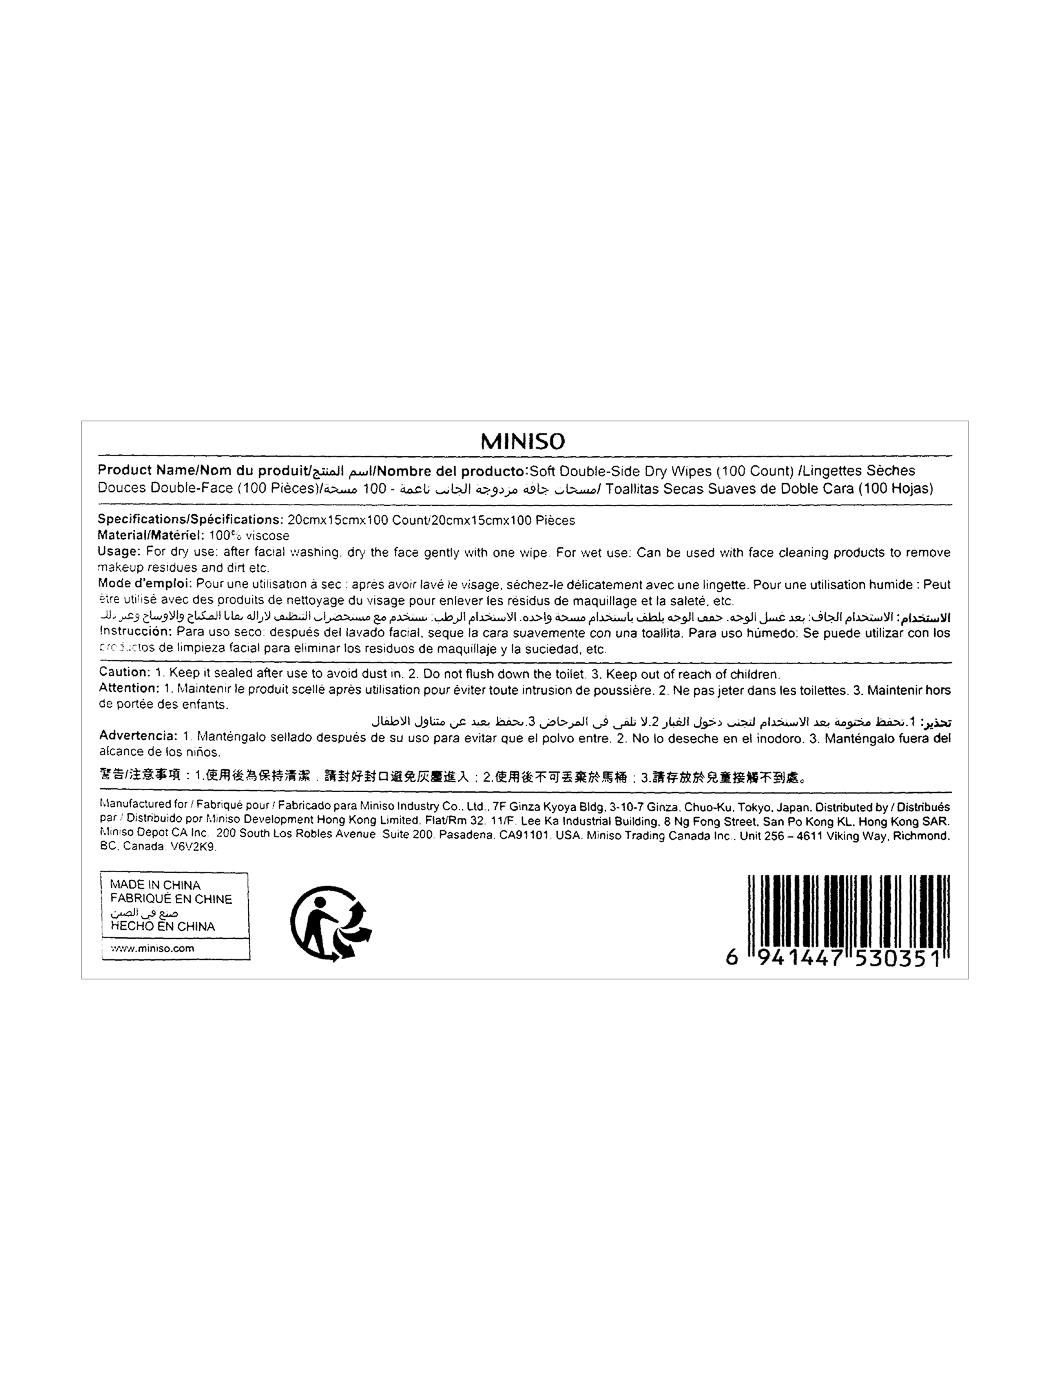 MINISO
Product Name/Nom du produit/اسم المنتج/Nombre del producto:Soft Double-Side Dry Wipes (100 Count) /Lingettes Sèches
Douces Double-Face (100 Pièces)/مسحات جافة مزدوجة الجانب ناعمة - 100 مسحة/ Toallitas Secas Suaves de Doble Cara (100 Hojas)
Specifications/Spécifications: 20cmx15cmx100 Count/20cmx15cmx100 Pièces
Material/Matériel: 100% viscose
Usage: For dry use: after facial washing, dry the face gently with one wipe. For wet use: Can be used with face cleaning products to remove
makeup residues and dirt etc.
Mode d'emploi: Pour une utilisation à sec : après avoir lavé le visage, séchez-le délicatement avec une lingette. Pour une utilisation humide : Peut
être utilisé avec des produits de nettoyage du visage pour enlever les résidus de maquillage et la saleté, etc.
الاستخدام: الاستخدام الجاف: بعد غسل الوجه. جفف الوجه بلطف باستخدام مسحة واحدة. الاستخدام الرطب: تستخدم مع مستحضرات التنظيف لازالة بقايا المكياج والاوساخ وغير ذلك
Instrucción: Para uso seco: después del lavado facial, seque la cara suavemente con una toallita. Para uso húmedo: Se puede utilizar con los
productos de limpieza facial para eliminar los residuos de maquillaje y la suciedad, etc.
Caution: 1. Keep it sealed after use to avoid dust in. 2. Do not flush down the toilet. 3. Keep out of reach of children.
Attention: 1. Maintenir le produit scellé après utilisation pour éviter toute intrusion de poussière. 2. Ne pas jeter dans les toilettes. 3. Maintenir hors
de portée des enfants.
تحذير: 1.تحفظ مختومة بعد الاستخدام لتجنب دخول الغبار 2.لا تلقى في المرحاض 3.تحفظ بعيد عن متناول الاطفال
Advertencia: 1. Manténgalo sellado después de su uso para evitar que el polvo entre. 2. No lo deseche en el inodoro. 3. Manténgalo fuera del
alcance de los niños.
警告/注意事項：1.使用後為保持清潔，請封好封口避免灰塵進入；2.使用後不可丟棄於馬桶；3.請存放於兒童接觸不到處。
Manufactured for / Fabriqué pour / Fabricado para Miniso Industry Co., Ltd., 7F Ginza Kyoya Bldg, 3-10-7 Ginza, Chuo-Ku, Tokyo, Japan. Distributed by / Distribués
par / Distribuido por Miniso Development Hong Kong Limited. Flat/Rm 32, 11/F, Lee Ka Industrial Building, 8 Ng Fong Street, San Po Kong KL, Hong Kong SAR.
Miniso Depot CA Inc. 200 South Los Robles Avenue Suite 200, Pasadena, CA91101, USA. Miniso Trading Canada Inc., Unit 256 – 4611 Viking Way, Richmond,
BC, Canada. V6V2K9.
MADE IN CHINA
FABRIQUÉ EN CHINE
صنع في الصين
HECHO EN CHINA
www.miniso.com
6 941447 530351